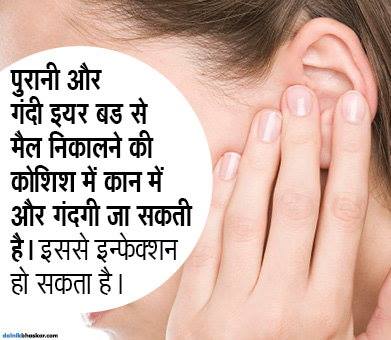 पुरानी और
गंदी इयर बड से
मैल निकालने की
कोशिश में कान में
और गंदगी जा सकती
है। इससे इन्फेक्शन
हो सकता है।
dainikbhaskar.com